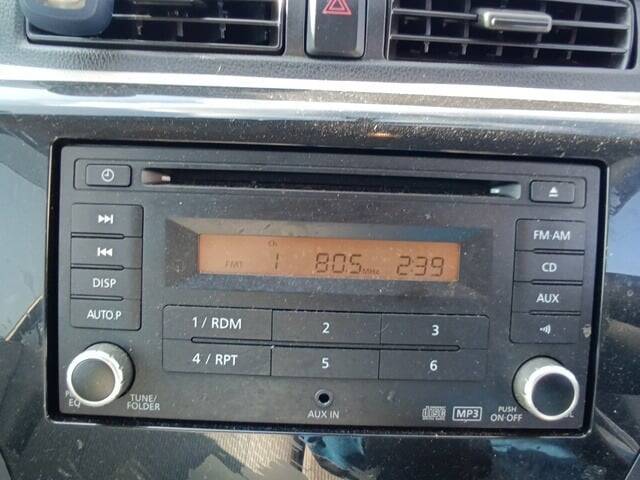 FM-AM
DISP
CD
AUTO.P
AUX
Ch
FMT 1 80.5 MHz 2:39
1 / RDM
2
3
4 / RPT
5
6
EQ
TUNE/
FOLDER
AUX IN
MP3
PUSH
ON·OFF